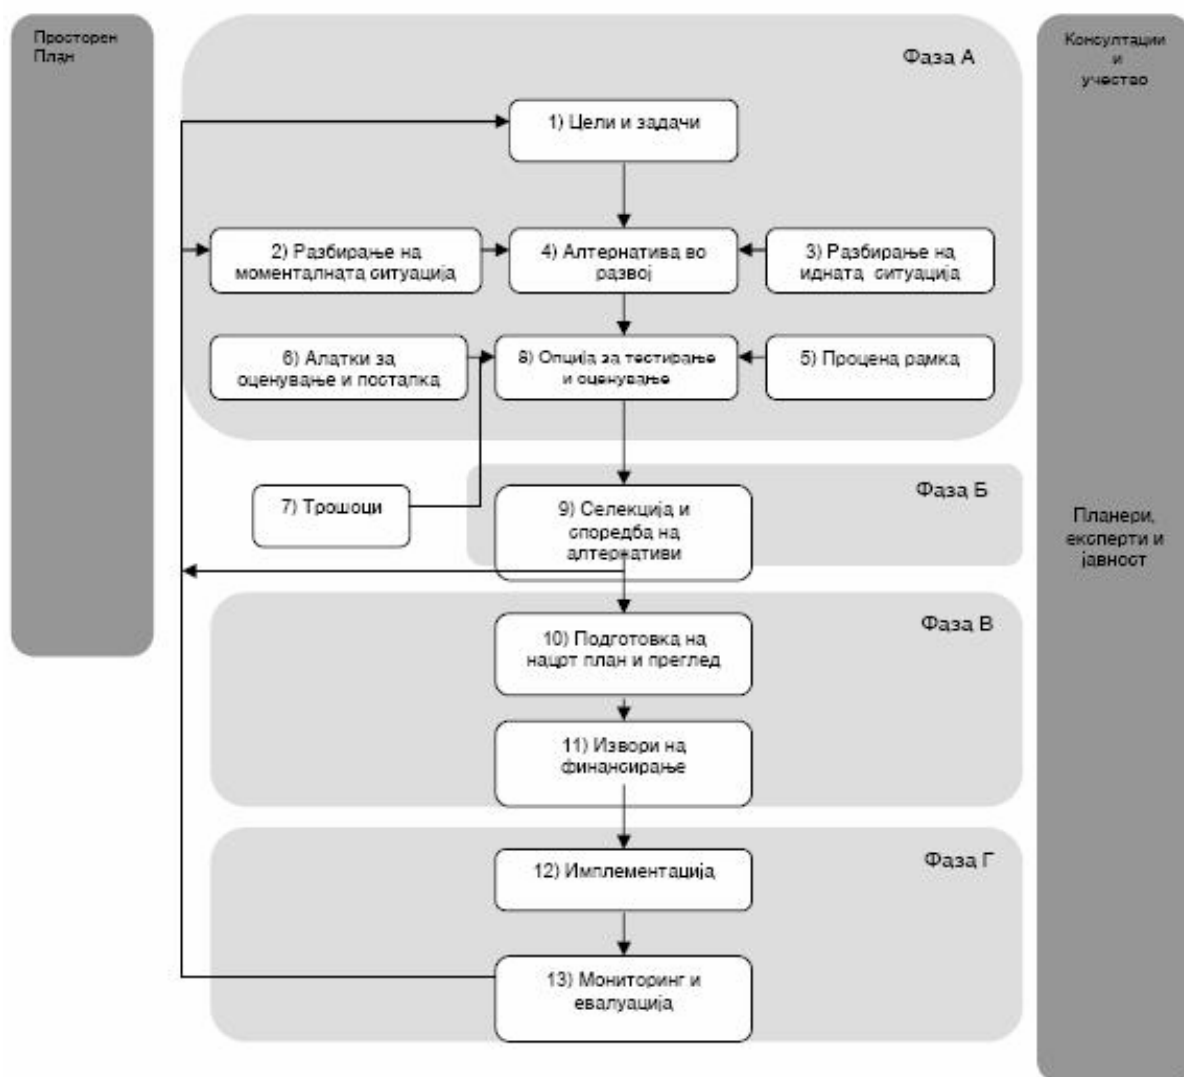 Просторен
План
Фаза А
Консултации
и
учество
1) Цели и задачи
2) Разбирање на
моменталната ситуација
4) Алтернатива во
развој
3) Разбирање на
идната ситуација
6) Алатки за
оценување и постапка
8) Опција за тестирање
и оценување
5) Процена рамка
Фаза Б
7) Трошоци
9) Селекција и
споредба на
алтернативи
Планери,
експерти и
јавност
Фаза В
10) Подготовка на
нацрт план и преглед
11) Извори на
финансирање
Фаза Г
12) Имплементација
13) Мониторинг и
евалуација